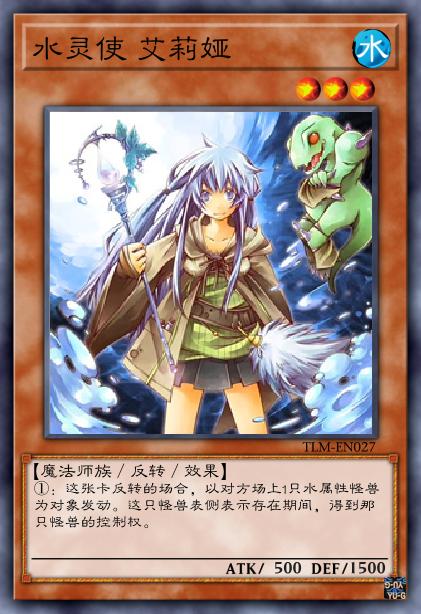 水灵使 艾莉娅
水
TLM-EN027
【魔法师族／反转／效果】
①：这张卡反转的场合，以对方场上1只水属性怪兽
为对象发动。这只怪兽表侧表示存在期间，得到那
只怪兽的控制权。
ATK/ 500 DEF/1500